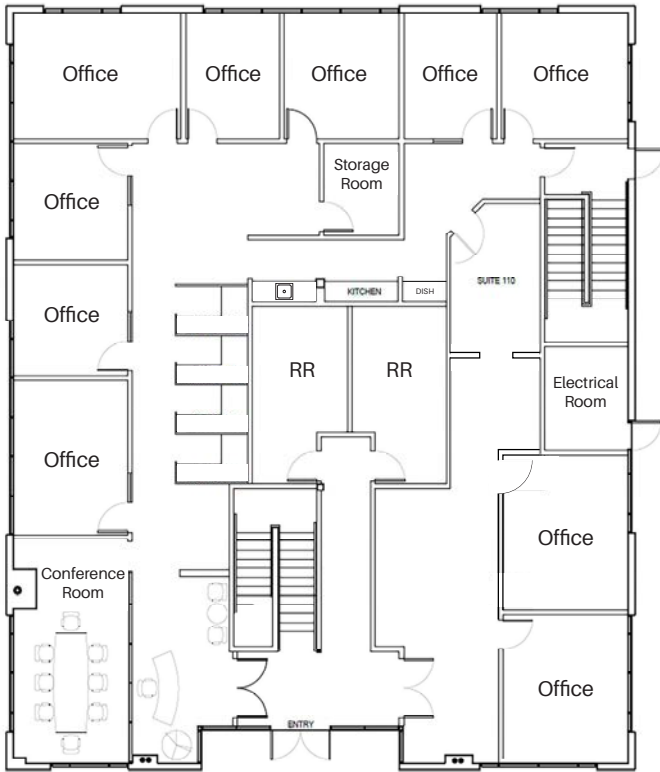 Office
Office
Office
Office
Office
Storage
Room
Office
SUITE 110
Office
KITCHEN
DISH
RR
RR
Electrical
Room
Office
Office
Conference
Room
Office
ENTRY